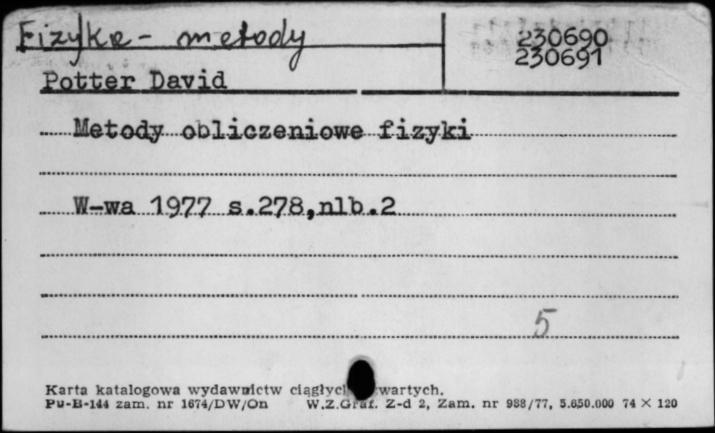 Fizyka - metody
230690
230691
Potter David
Metody obliczeniowe fizyki
W-wa 1977 s.278,nlb.2
5
Karta katalogowa wydawnictw ciągłych wartych.
Pu-B-144 zam. nr 1674/DW/On W.Z.Graf. Z-d 2, Zam. nr 988/77, 5.650.000 74 × 120